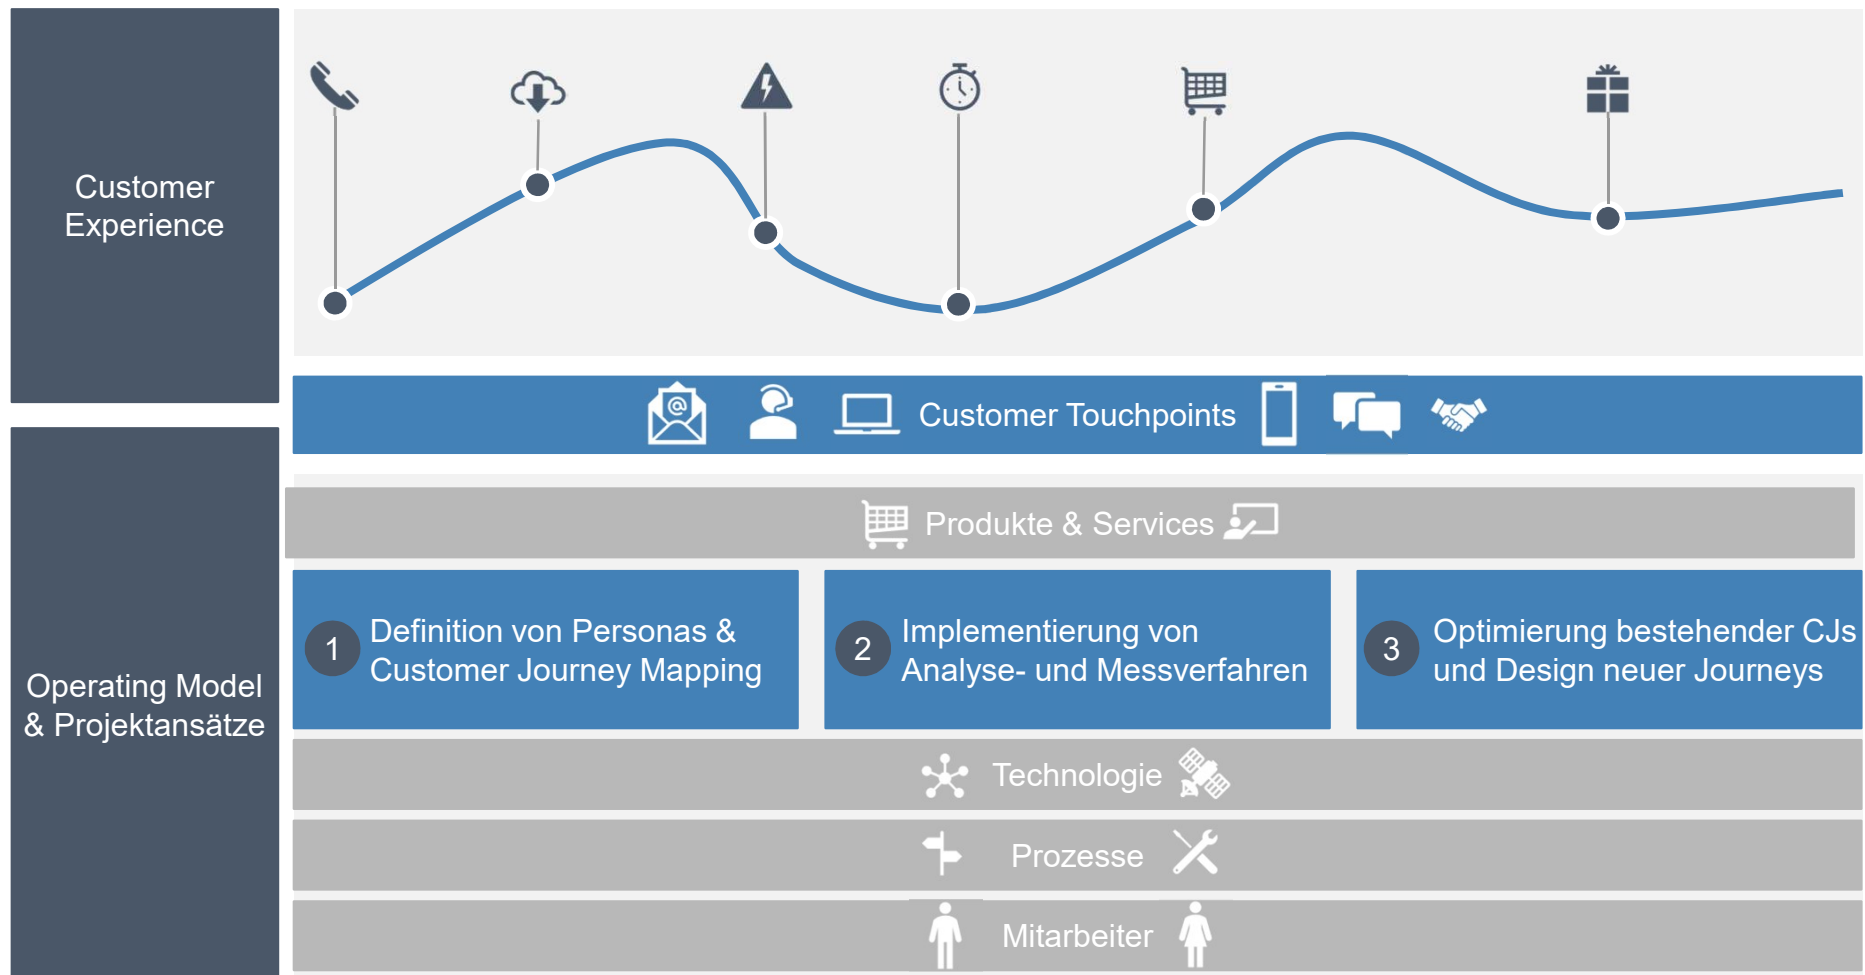 Customer
Experience
@
Customer Touchpoints
Operating Model
& Projektansätze
Produkte & Services
1
Definition von Personas &
Customer Journey Mapping
2
Implementierung von
Analyse- und Messverfahren
3
Optimierung bestehender CJs
und Design neuer Journeys
Technologie
Prozesse
Mitarbeiter